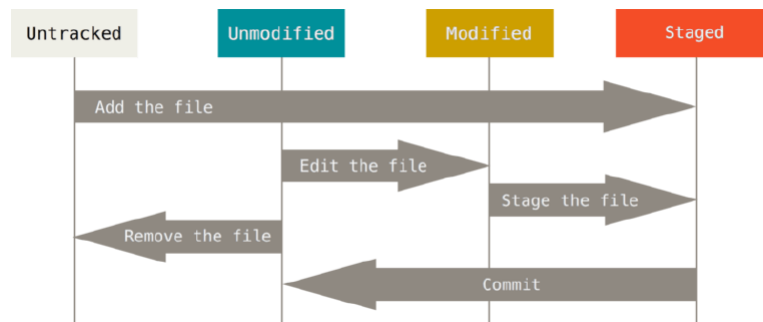 Untracked
Unmodified
Modified
Staged
Add the file
Edit the file
Stage the file
Remove the file
Commit